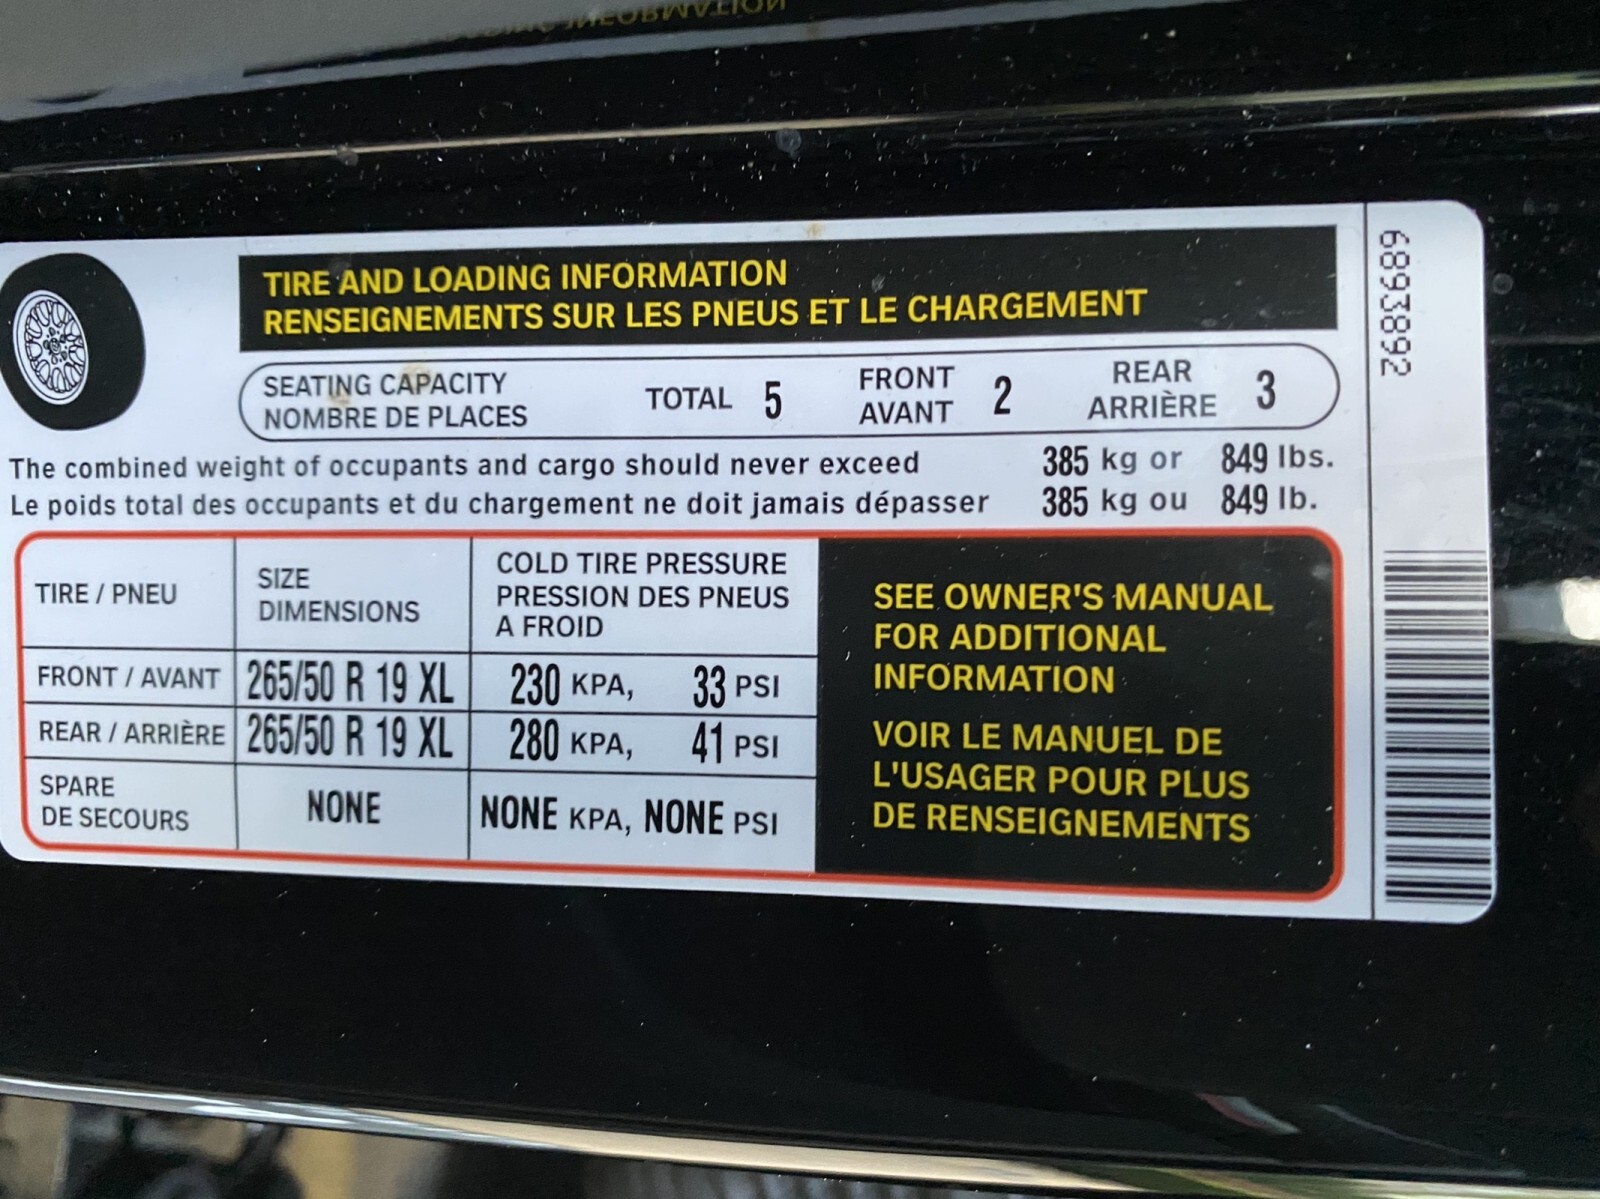 TIRE AND LOADING INFORMATION
RENSEIGNEMENTS SUR LES PNEUS ET LE CHARGEMENT
SEATING CAPACITY
NOMBRE DE PLACES
TOTAL 5
FRONT
AVANT
2
REAR
ARRIÈRE
3
The combined weight of occupants and cargo should never exceed 385 kg or 849 lbs.
Le poids total des occupants et du chargement ne doit jamais dépasser 385 kg ou 849 lb.
TIRE / PNEU
SIZE
DIMENSIONS
COLD TIRE PRESSURE
PRESSION DES PNEUS
A FROID
FRONT / AVANT 265/50 R 19 XL 230 KPA, 33 PSI
REAR / ARRIÈRE 265/50 R 19 XL 280 KPA, 41 PSI
SPARE
DE SECOURS
NONE NONE KPA, NONE PSI
SEE OWNER'S MANUAL
FOR ADDITIONAL
INFORMATION
VOIR LE MANUEL DE
L'USAGER POUR PLUS
DE RENSEIGNEMENTS
6893892